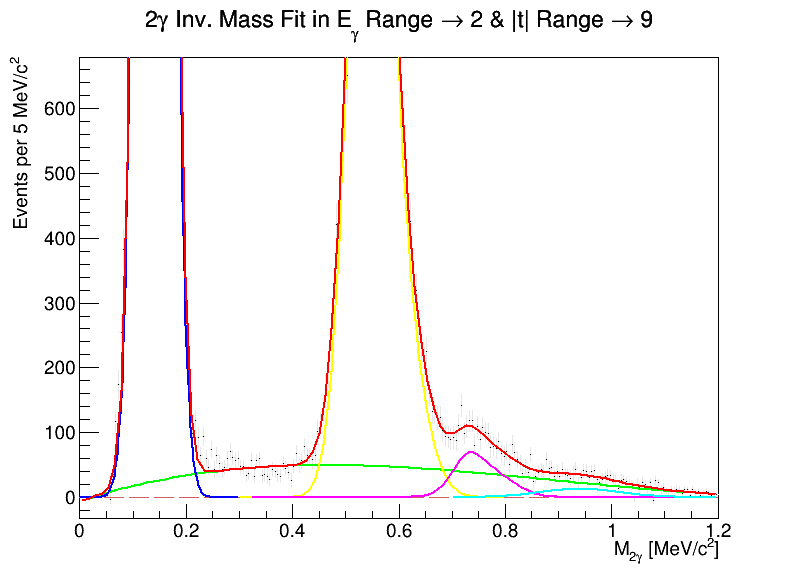 2γ Inv. Mass Fit in Eγ Range → 2 & |t| Range → 9
Events per 5 MeV/c²
600
500
400
300
200
100
0
0 0.2 0.4 0.6 0.8 1 1.2
M2γ [MeV/c²]